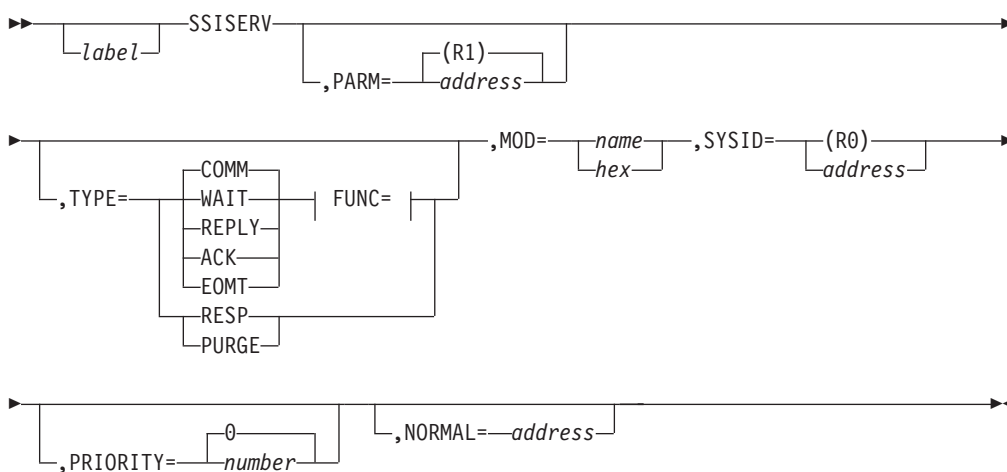 label SSISERV ,PARM= (R1) address
,TYPE= COMM WAIT REPLY ACK EOMT FUNC= RESP PURGE ,MOD= name hex ,SYSID= (R0) address
,PRIORITY= 0 number ,NORMAL= address